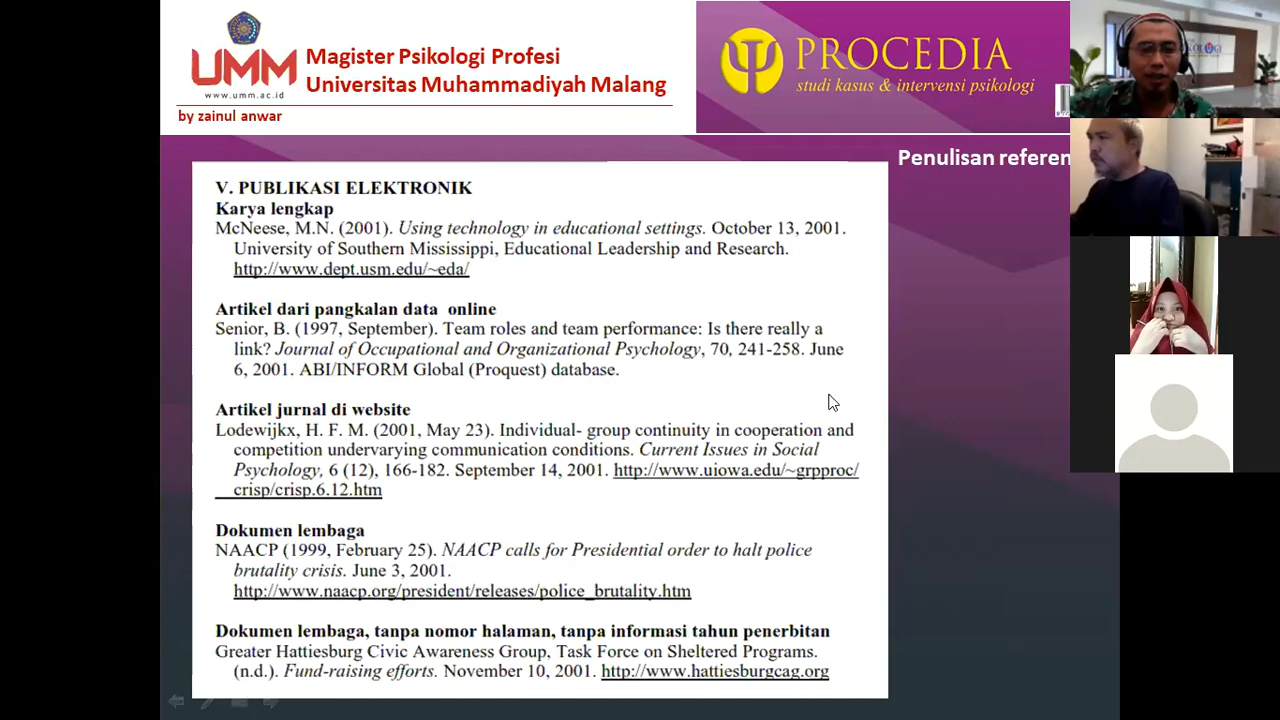 UMM
www.umm.ac.id
Magister Psikologi Profesi
Universitas Muhammadiyah Malang
by zainul anwar
PROCEDIA
studi kasus & intervensi psikologi
Penulisan referen
V. PUBLIKASI ELEKTRONIK
Karya lengkap
McNeese, M.N. (2001). Using technology in educational settings. October 13, 2001.
University of Southern Mississippi, Educational Leadership and Research.
http://www.dept.usm.edu/~eda/
Artikel dari pangkalan data online
Senior, B. (1997, September). Team roles and team performance: Is there really a
link? Journal of Occupational and Organizational Psychology, 70, 241-258. June
6, 2001. ABI/INFORM Global (Proquest) database.
Artikel jurnal di website
Lodewijkx, H. F. M. (2001, May 23). Individual- group continuity in cooperation and
competition undervarying communication conditions. Current Issues in Social
Psychology, 6 (12), 166-182. September 14, 2001. http://www.uiowa.edu/~grpproc/
crisp/crisp.6.12.htm
Dokumen lembaga
NAACP (1999, February 25). NAACP calls for Presidential order to halt police
brutality crisis. June 3, 2001.
http://www.naacp.org/president/releases/police_brutality.htm
Dokumen lembaga, tanpa nomor halaman, tanpa informasi tahun penerbitan
Greater Hattiesburg Civic Awareness Group, Task Force on Sheltered Programs.
(n.d.). Fund-raising efforts. November 10, 2001. http://www.hattiesburgcag.org